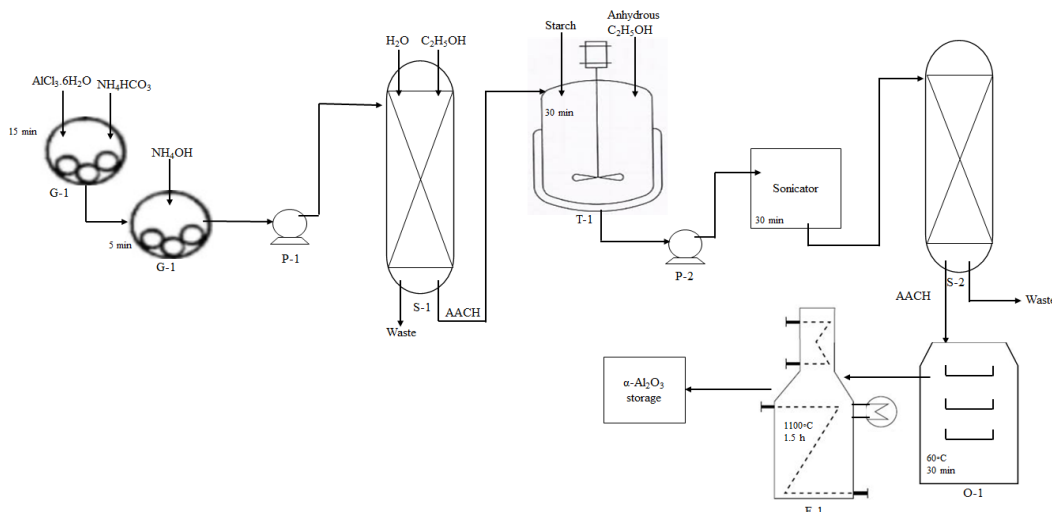 AlCl₃.6H₂O
NH₄HCO₃
15 min
G-1
NH₄OH
5 min
G-1
P-1
H₂O
C₂H₅OH
S-1
Waste
AACH
Starch
Anhydrous
C₂H₅OH
30 min
T-1
P-2
Sonicator
30 min
S-2
AACH
Waste
60∘C
30 min
O-1
1100∘C
1.5 h
F-1
α-Al₂O₃
storage